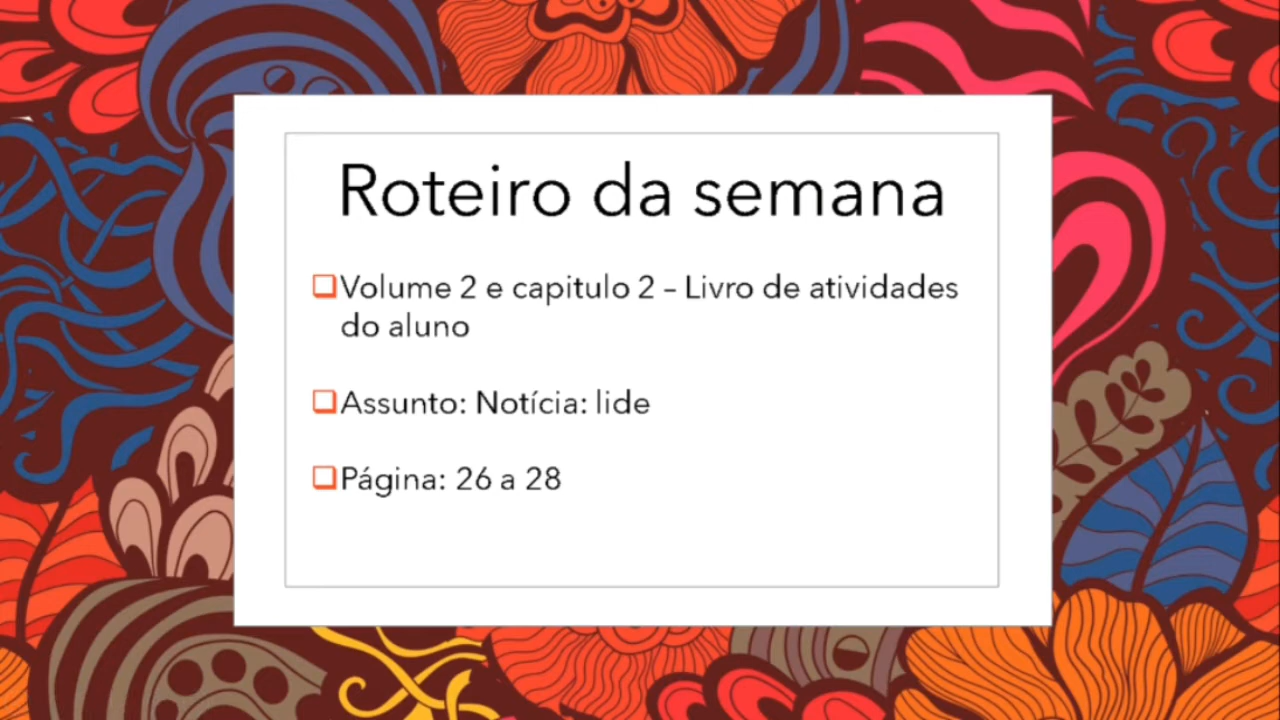 Roteiro da semana
Volume 2 e capitulo 2 – Livro de atividades
do aluno
Assunto: Notícia: lide
Página: 26 a 28